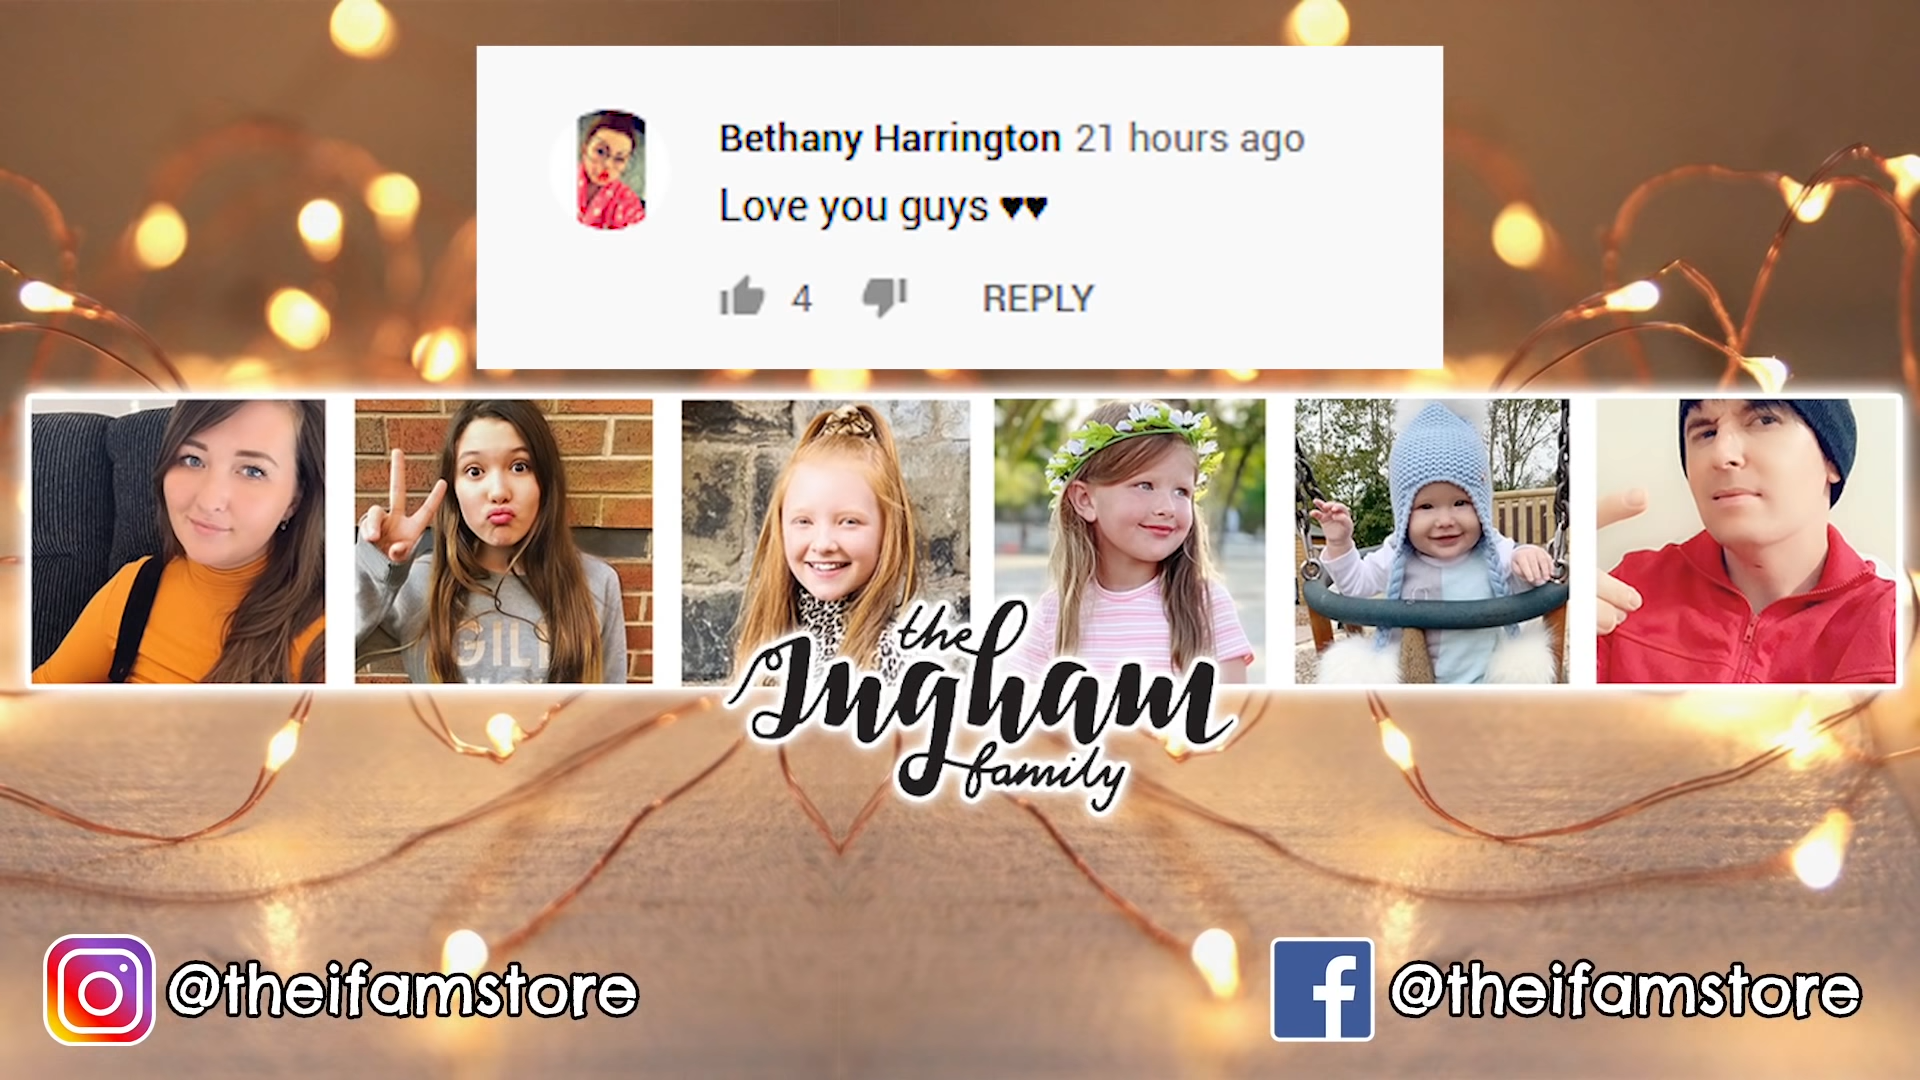 Bethany Harrington 21 hours ago
Love you guys ♥♥
4 REPLY
the
Ingham
family
@theifamstore @theifamstore